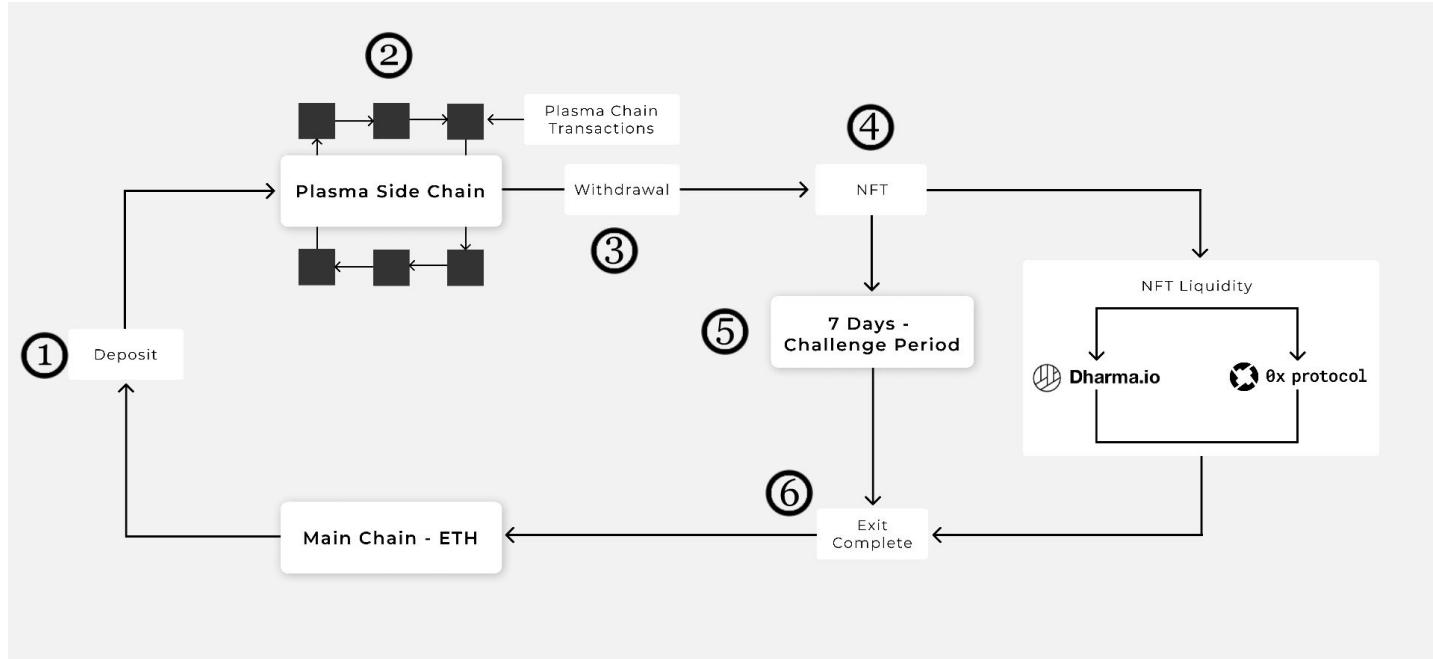 2
Plasma Chain
Transactions
4
Plasma Side Chain
Withdrawal
NFT
3
NFT Liquidity
1
Deposit
5
7 Days -
Challenge Period
Dharma.io
0x protocol
6
Main Chain - ETH
Exit
Complete